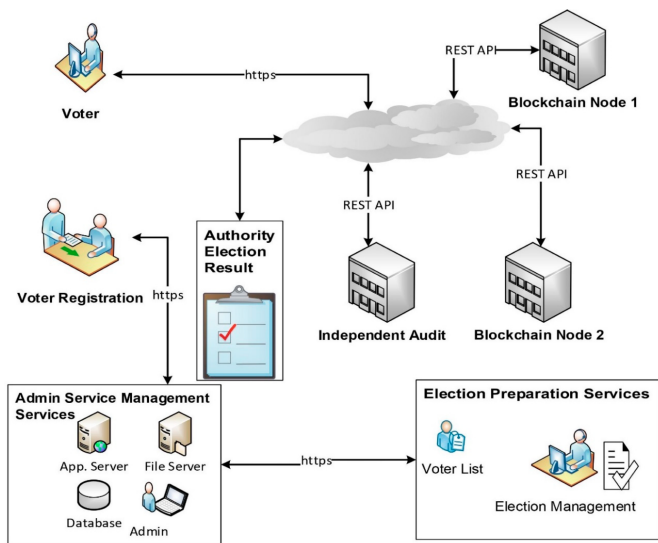 https
Voter
REST API
Blockchain Node 1
REST API
REST API
Authority
Election
Result
Voter Registration
https
Independent Audit
Blockchain Node 2
Admin Service Management
Services
App. Server
File Server
Database
Admin
https
Election Preparation Services
Voter List
Election Management